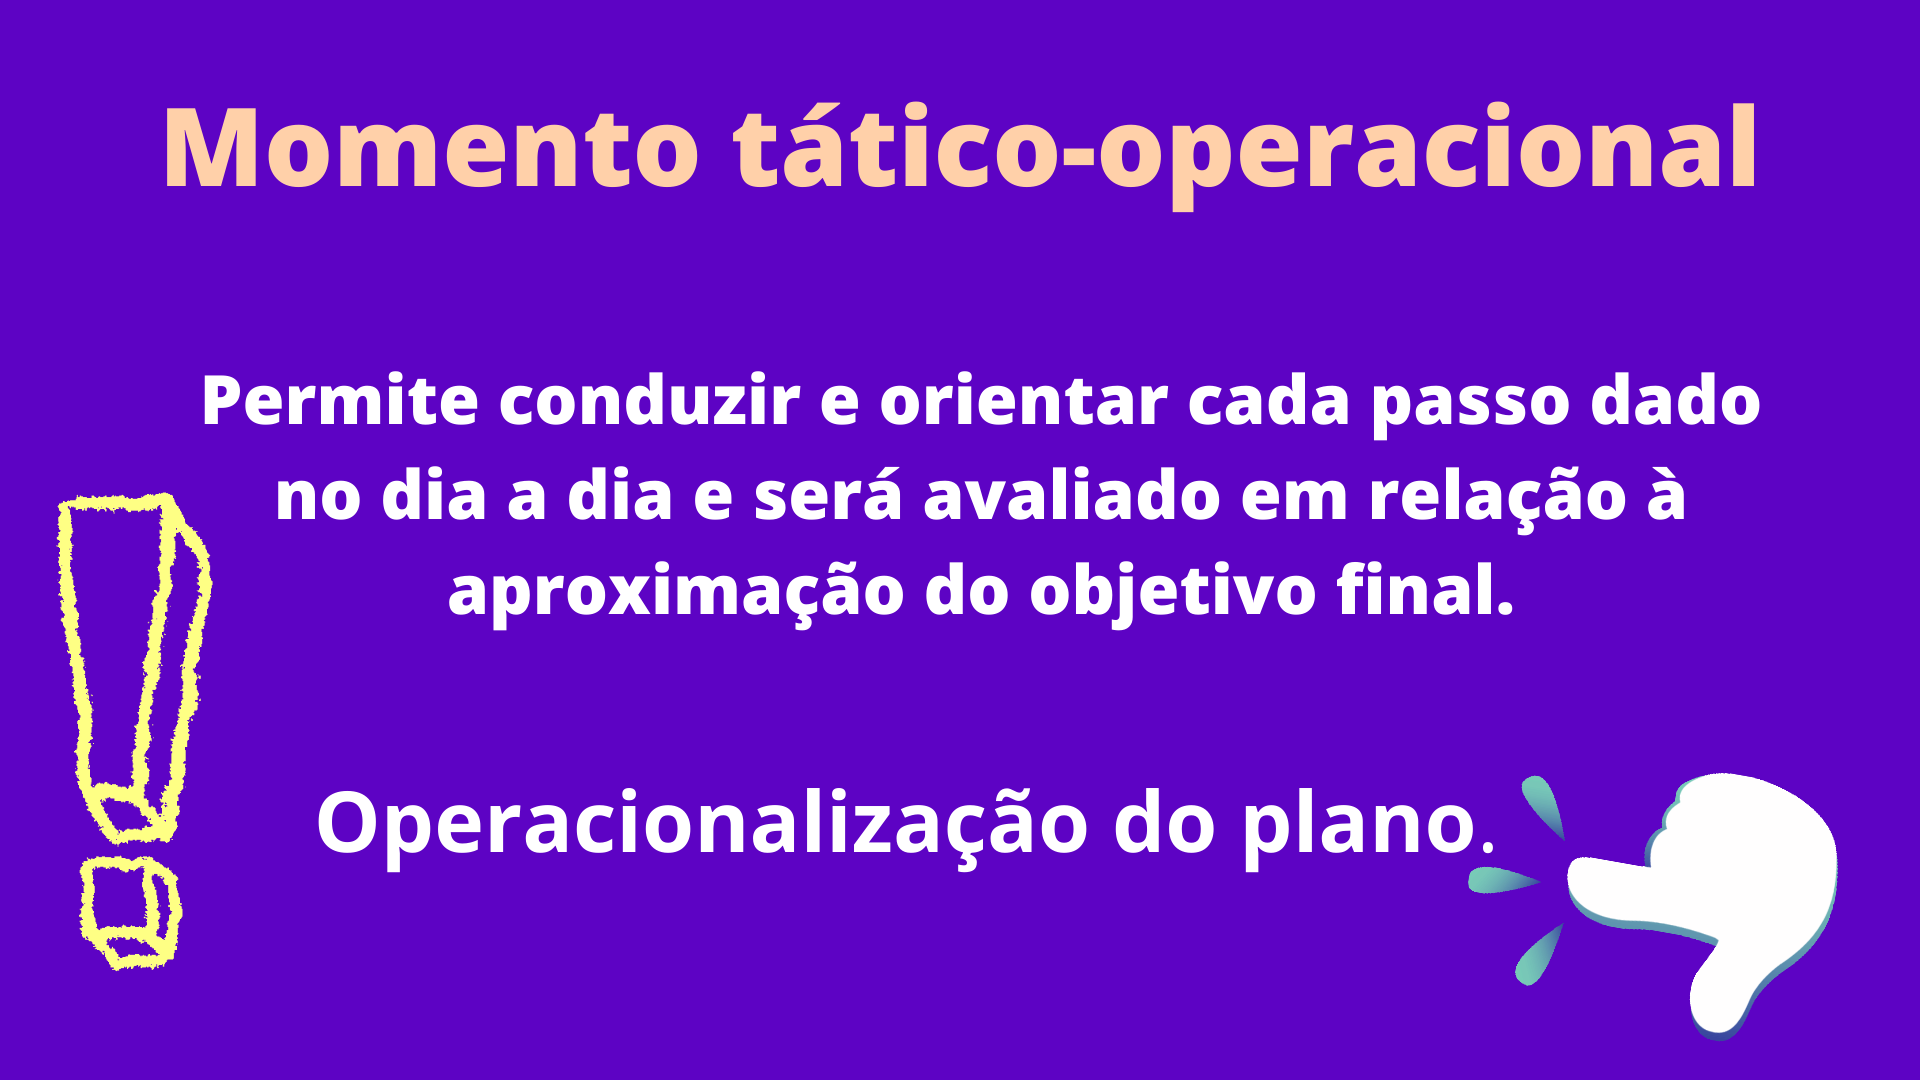 Momento tático-operacional
Permite conduzir e orientar cada passo dado
no dia a dia e será avaliado em relação à
aproximação do objetivo final.
Operacionalização do plano.